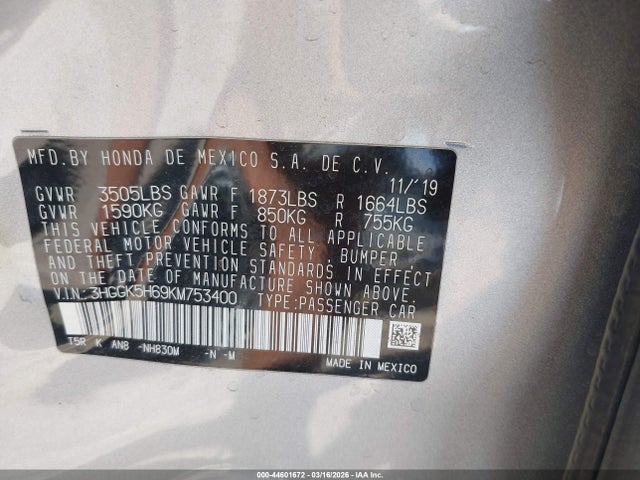 MFD.BY HONDA DE MEXICO S.A. DE C.V.
11/'19
GVWR 3505LBS GAWR F 1873LBS R 1664LBS
GVWR 1590KG GAWR F 850KG R 755KG
THIS VEHICLE CONFORMS TO ALL APPLICABLE
FEDERAL MOTOR VEHICLE SAFETY, BUMPER,
AND THEFT PREVENTION STANDARDS IN EFFECT
ON THE DATE OF MANUFACTURE SHOWN ABOVE.
V.I.N: 3HGGK5H69KM753400 TYPE:PASSENGER CAR
T5R K AN8 -NH830M -N -M
MADE IN MEXICO
000-44601672 - 03/16/2026 - IAA Inc.